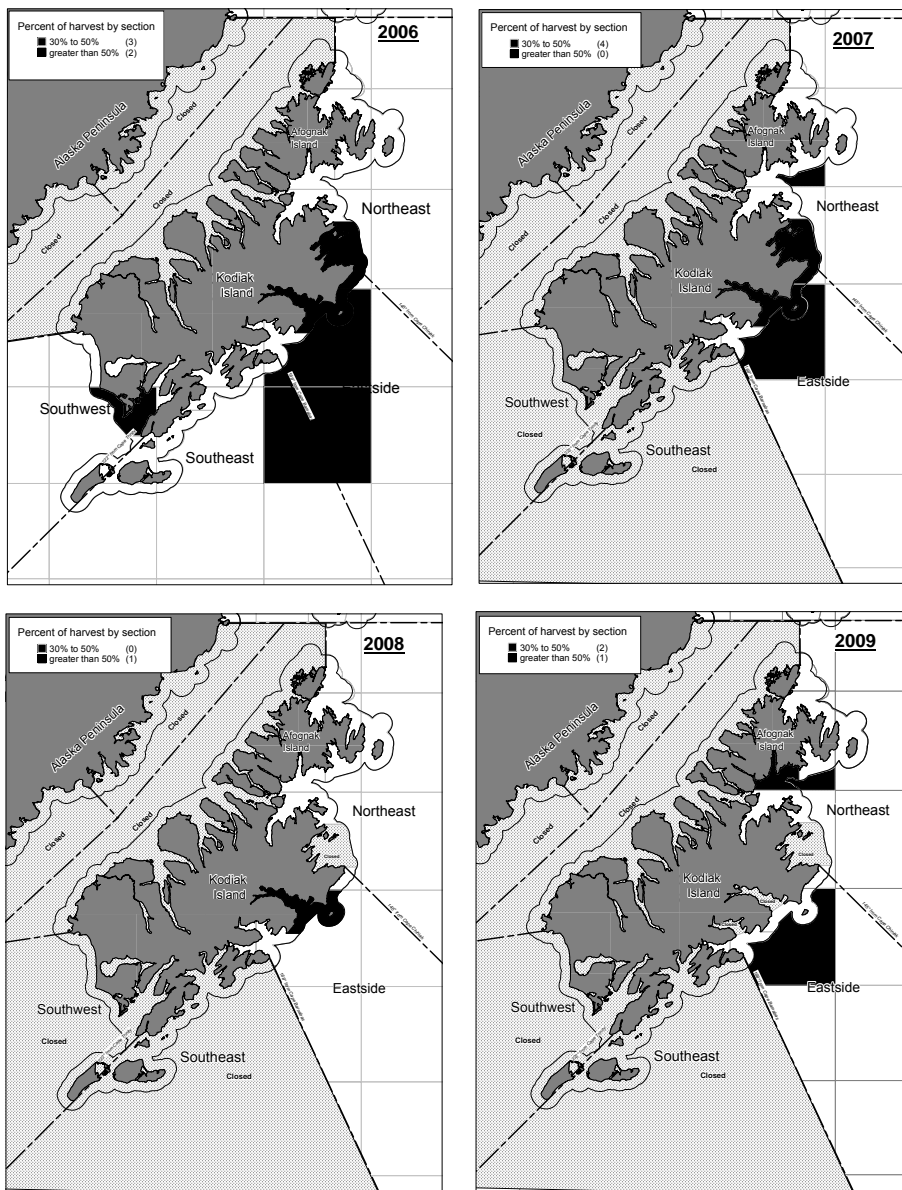 Percent of harvest by section
30% to 50% (3)
greater than 50% (2)
2006
Alaska Peninsula
Closed
Closed
Closed
Afognak
Island
Northeast
Kodiak
Island
Eastside
Southwest
Southeast
Percent of harvest by section
30% to 50% (4)
greater than 50% (0)
2007
Alaska Peninsula
Closed
Closed
Closed
Afognak
Island
Northeast
Kodiak
Island
Eastside
Southwest
Closed
Southeast
Closed
Percent of harvest by section
30% to 50% (0)
greater than 50% (1)
2008
Alaska Peninsula
Closed
Closed
Closed
Afognak
Island
Northeast
Closed
Kodiak
Island
Eastside
Southwest
Closed
Southeast
Closed
Percent of harvest by section
30% to 50% (2)
greater than 50% (1)
2009
Alaska Peninsula
Closed
Closed
Closed
Afognak
Island
Northeast
Closed
Kodiak
Island
Closed
Closed
Eastside
Southwest
Closed
Southeast
Closed